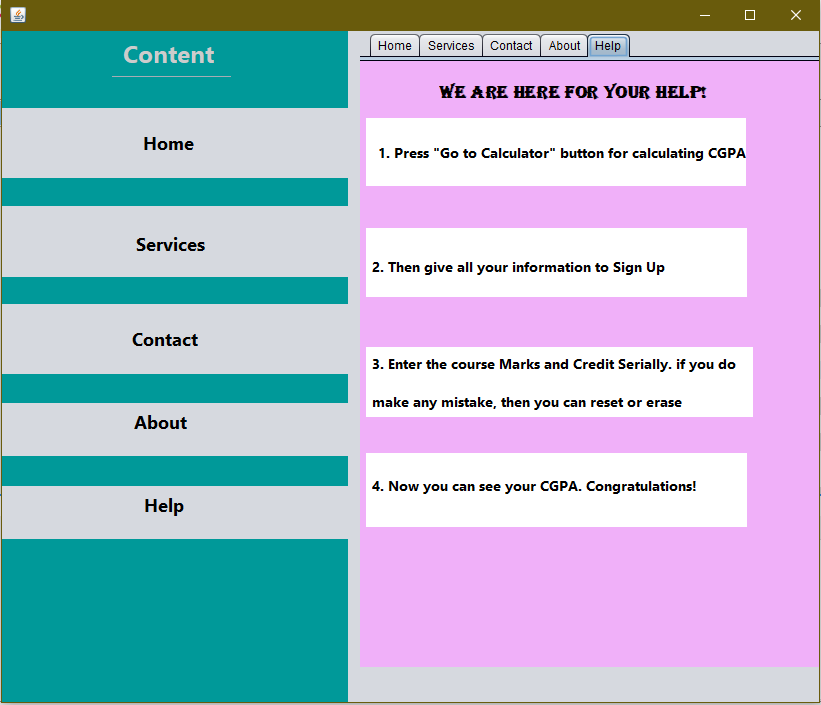 Content
Home
Services
Contact
About
Help
Home Services Contact About Help
WE ARE HERE FOR YOUR HELP!
1. Press "Go to Calculator" button for calculating CGPA
2. Then give all your information to Sign Up
3. Enter the course Marks and Credit Serially. if you do
make any mistake, then you can reset or erase
4. Now you can see your CGPA. Congratulations!